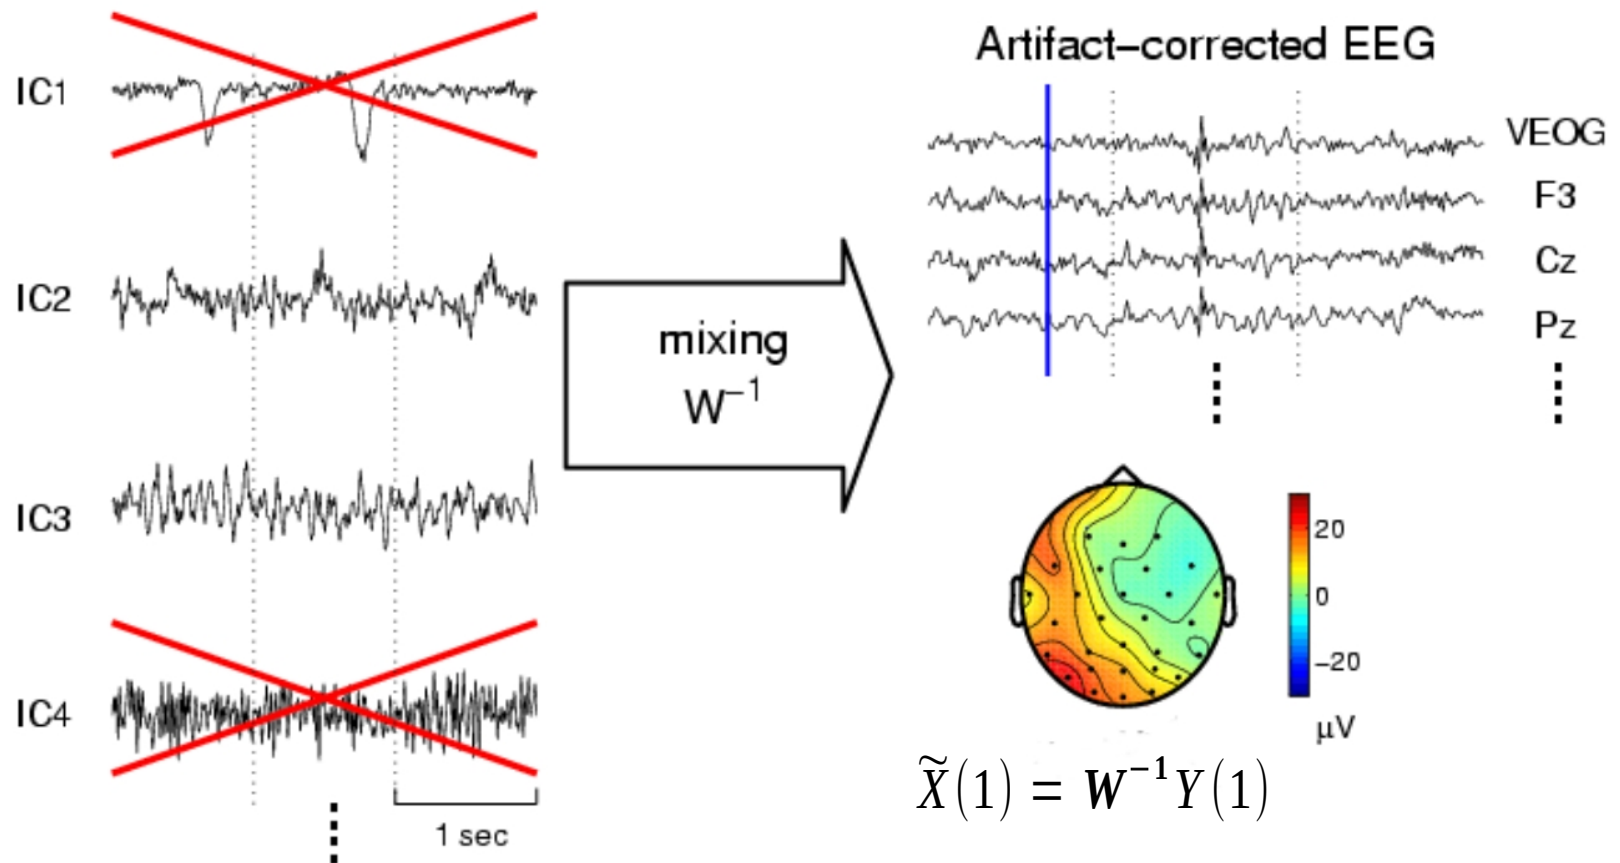 IC1
IC2
IC3
IC4
1 sec
mixing
W⁻¹
Artifact–corrected EEG
VEOG
F3
Cz
Pz
20
0
–20
μV
X̃(1) = W⁻¹Y(1)